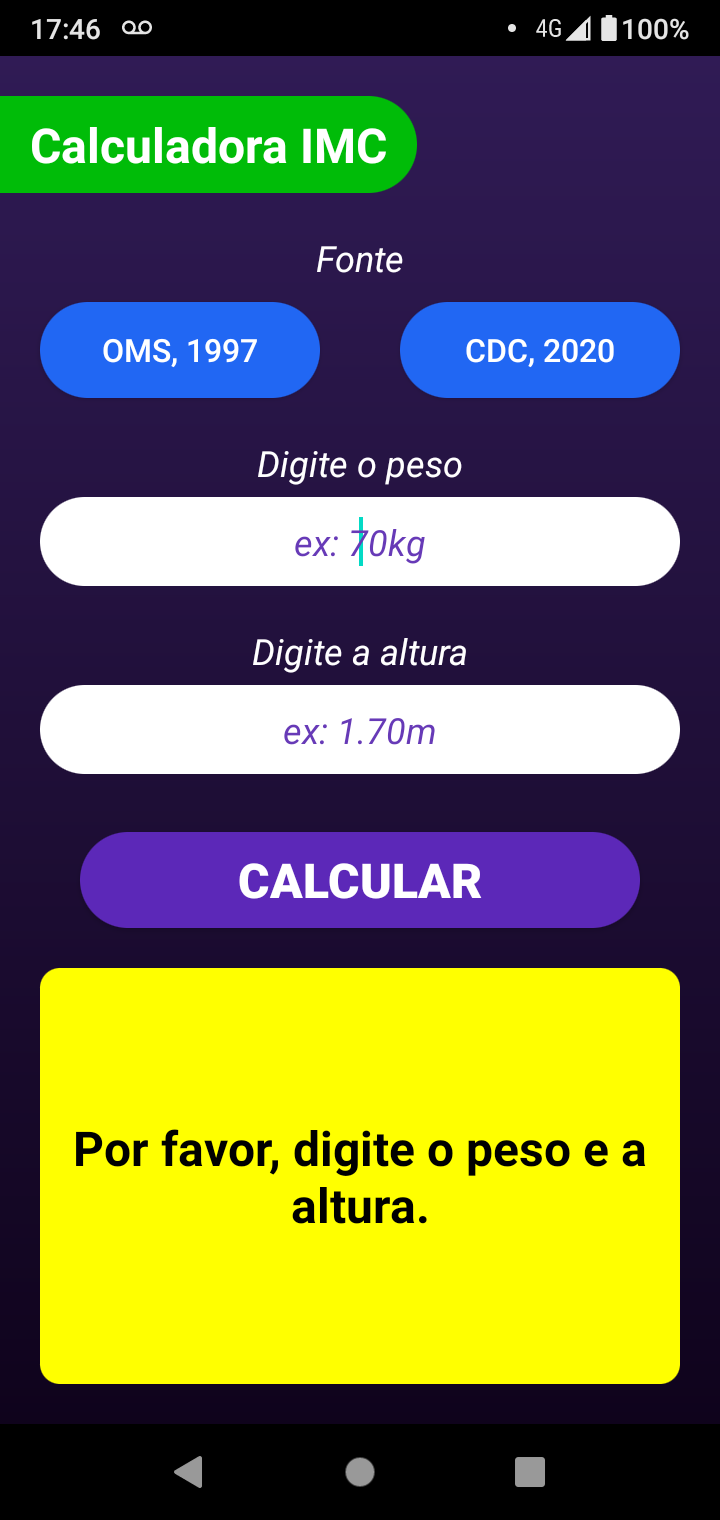 17:46
4G 100%
Calculadora IMC
Fonte
OMS, 1997
CDC, 2020
Digite o peso
ex: 70kg
Digite a altura
ex: 1.70m
CALCULAR
Por favor, digite o peso e a
altura.